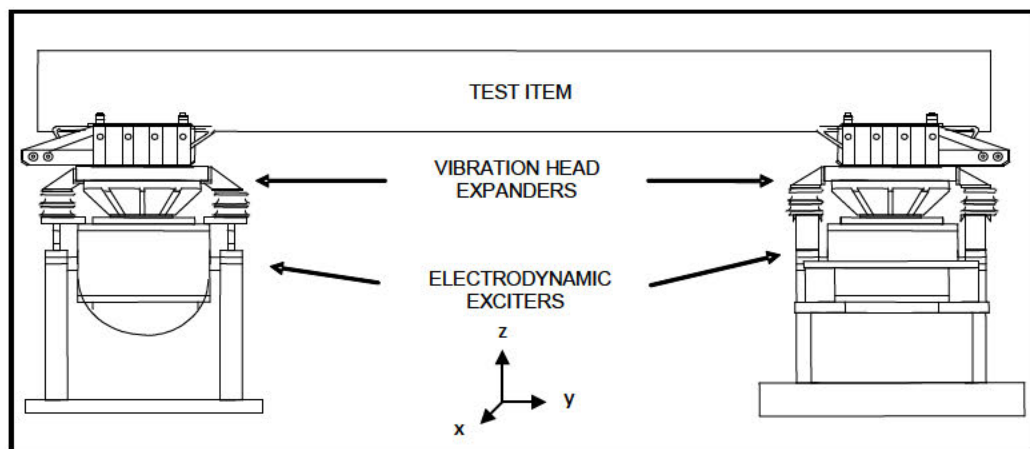 TEST ITEM
VIBRATION HEAD
EXPANDERS
ELECTRODYNAMIC
EXCITERS
z
y
x